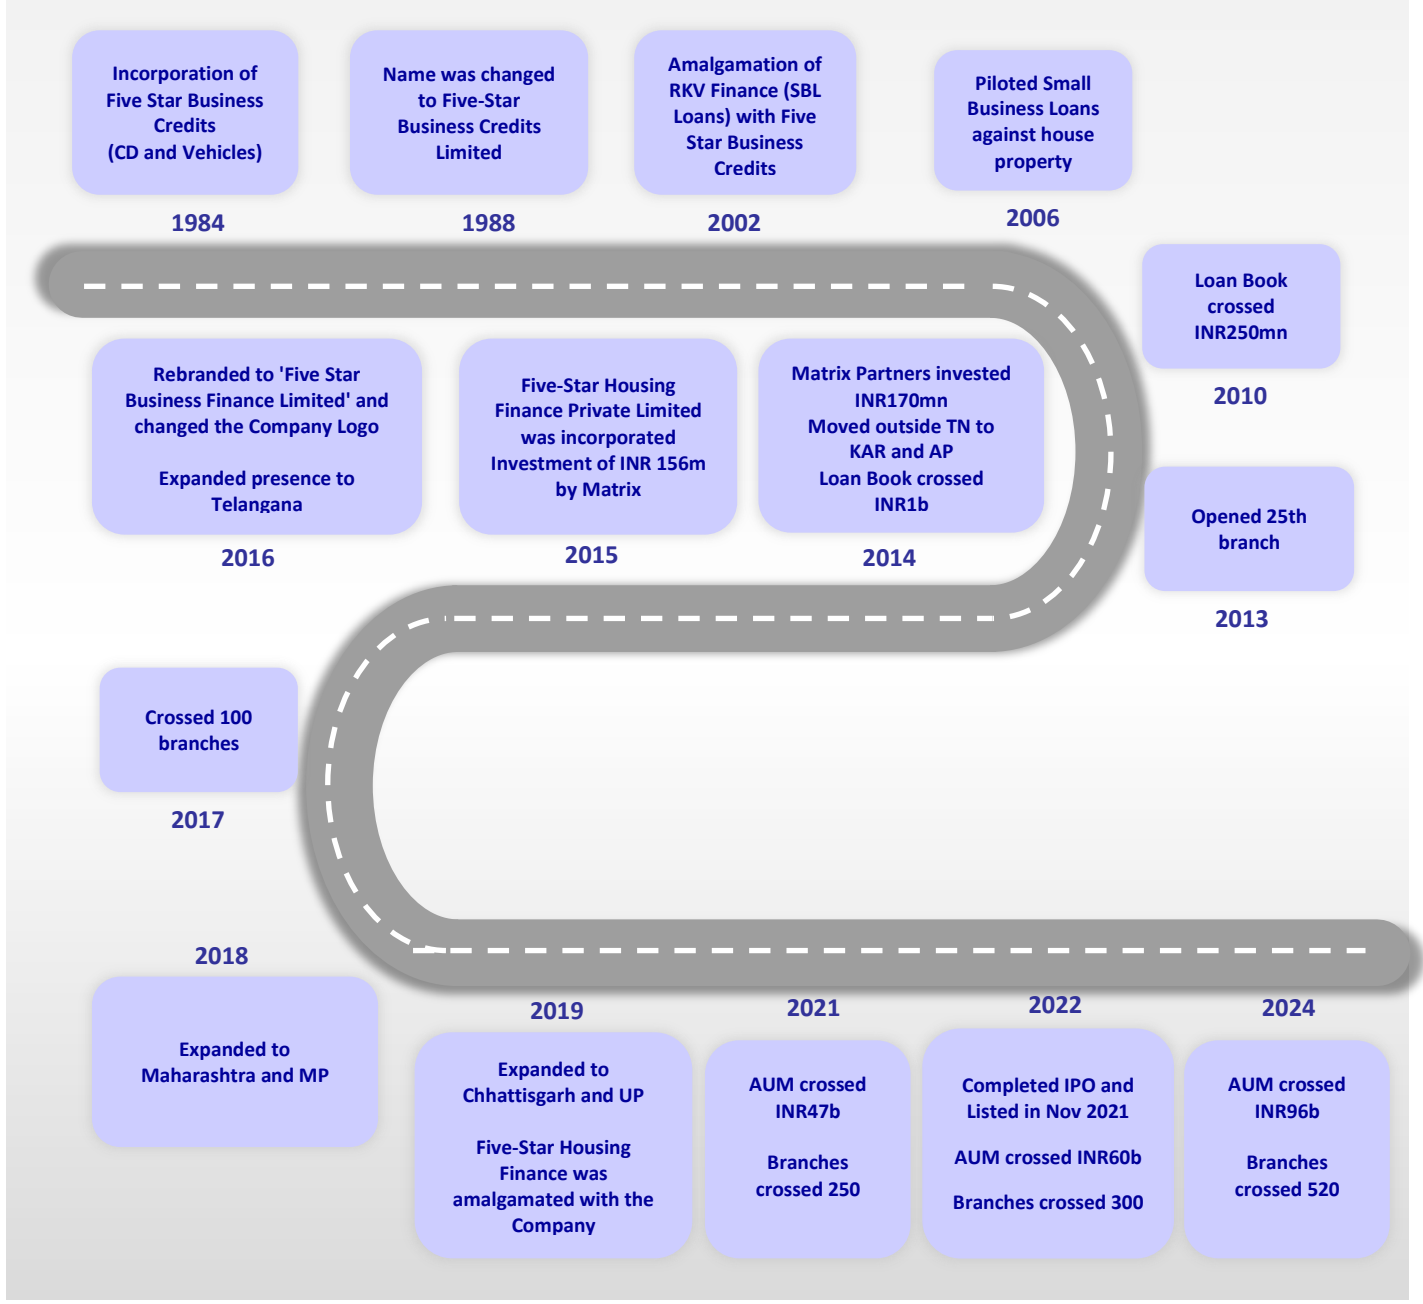 Incorporation of
Five Star Business
Credits
(CD and Vehicles)
1984
Name was changed
to Five-Star
Business Credits
Limited
1988
Amalgamation of
RKV Finance (SBL
Loans) with Five
Star Business
Credits
2002
Piloted Small
Business Loans
against house
property
2006
Loan Book
crossed
INR250mn
2010
Opened 25th
branch
2013
Matrix Partners invested
INR170mn
Moved outside TN to
KAR and AP
Loan Book crossed
INR1b
2014
Five-Star Housing
Finance Private Limited
was incorporated
Investment of INR 156m
by Matrix
2015
Rebranded to 'Five Star
Business Finance Limited' and
changed the Company Logo
Expanded presence to
Telangana
2016
Crossed 100
branches
2017
2018
Expanded to
Maharashtra and MP
2019
Expanded to
Chhattisgarh and UP
Five-Star Housing
Finance was
amalgamated with the
Company
2021
AUM crossed
INR47b
Branches
crossed 250
2022
Completed IPO and
Listed in Nov 2021
AUM crossed INR60b
Branches crossed 300
2024
AUM crossed
INR96b
Branches
crossed 520